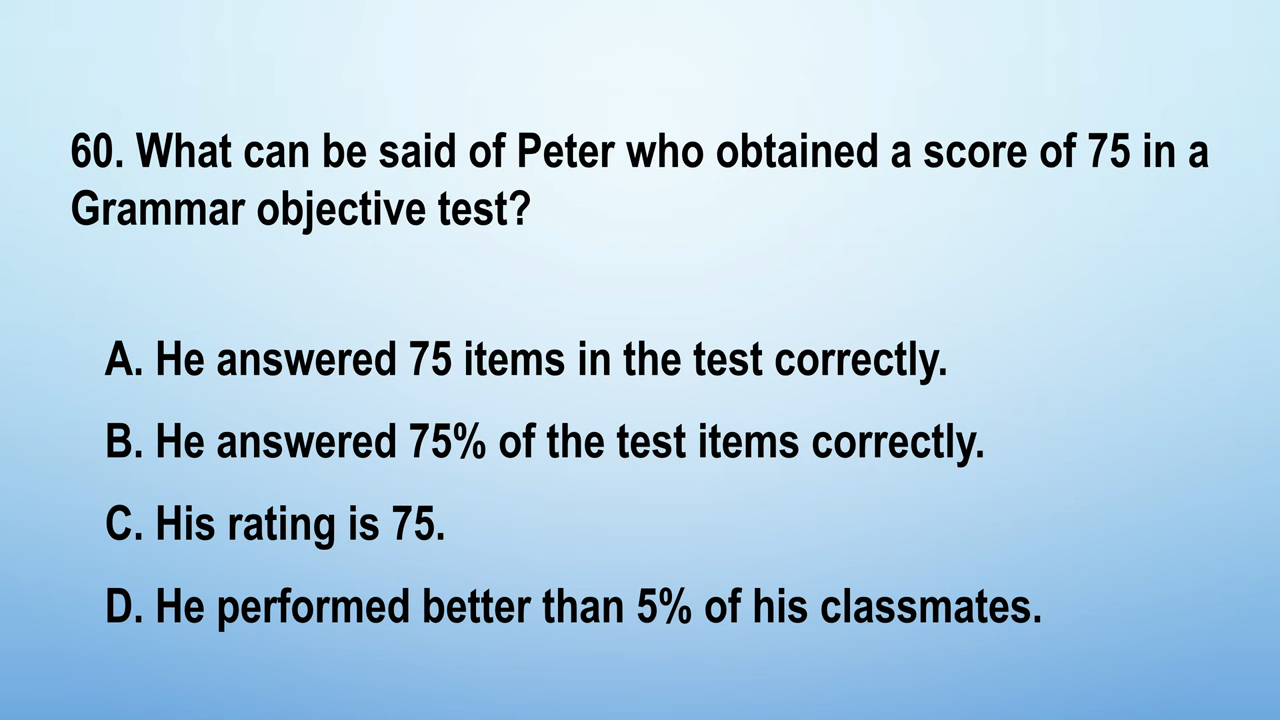 60. What can be said of Peter who obtained a score of 75 in a
Grammar objective test?
A. He answered 75 items in the test correctly.
B. He answered 75% of the test items correctly.
C. His rating is 75.
D. He performed better than 5% of his classmates.